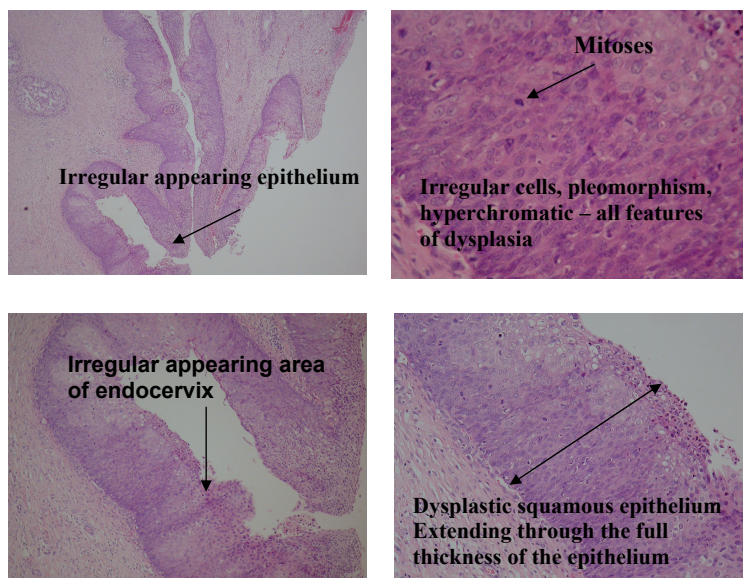 Mitoses
Irregular appearing epithelium
Irregular cells, pleomorphism,
hyperchromatic – all features
of dysplasia
Irregular appearing area
of endocervix
Dysplastic squamous epithelium
Extending through the full
thickness of the epithelium